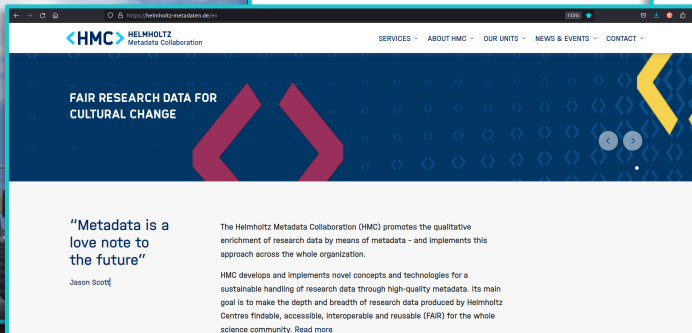 https://helmholtz-metadaten.de/en
133%
<HMC> HELMHOLTZ
Metadata Collaboration
SERVICES ABOUT HMC OUR UNITS NEWS & EVENTS CONTACT
FAIR RESEARCH DATA FOR
CULTURAL CHANGE
“Metadata is a
love note to
the future”
Jason Scott
The Helmholtz Metadata Collaboration (HMC) promotes the qualitative
enrichment of research data by means of metadata – and implements this
approach across the whole organization.
HMC develops and implements novel concepts and technologies for a
sustainable handling of research data through high-quality metadata. Its main
goal is to make the depth and breadth of research data produced by Helmholtz
Centres findable, accessible, interoperable and reusable (FAIR) for the whole
science community. Read more